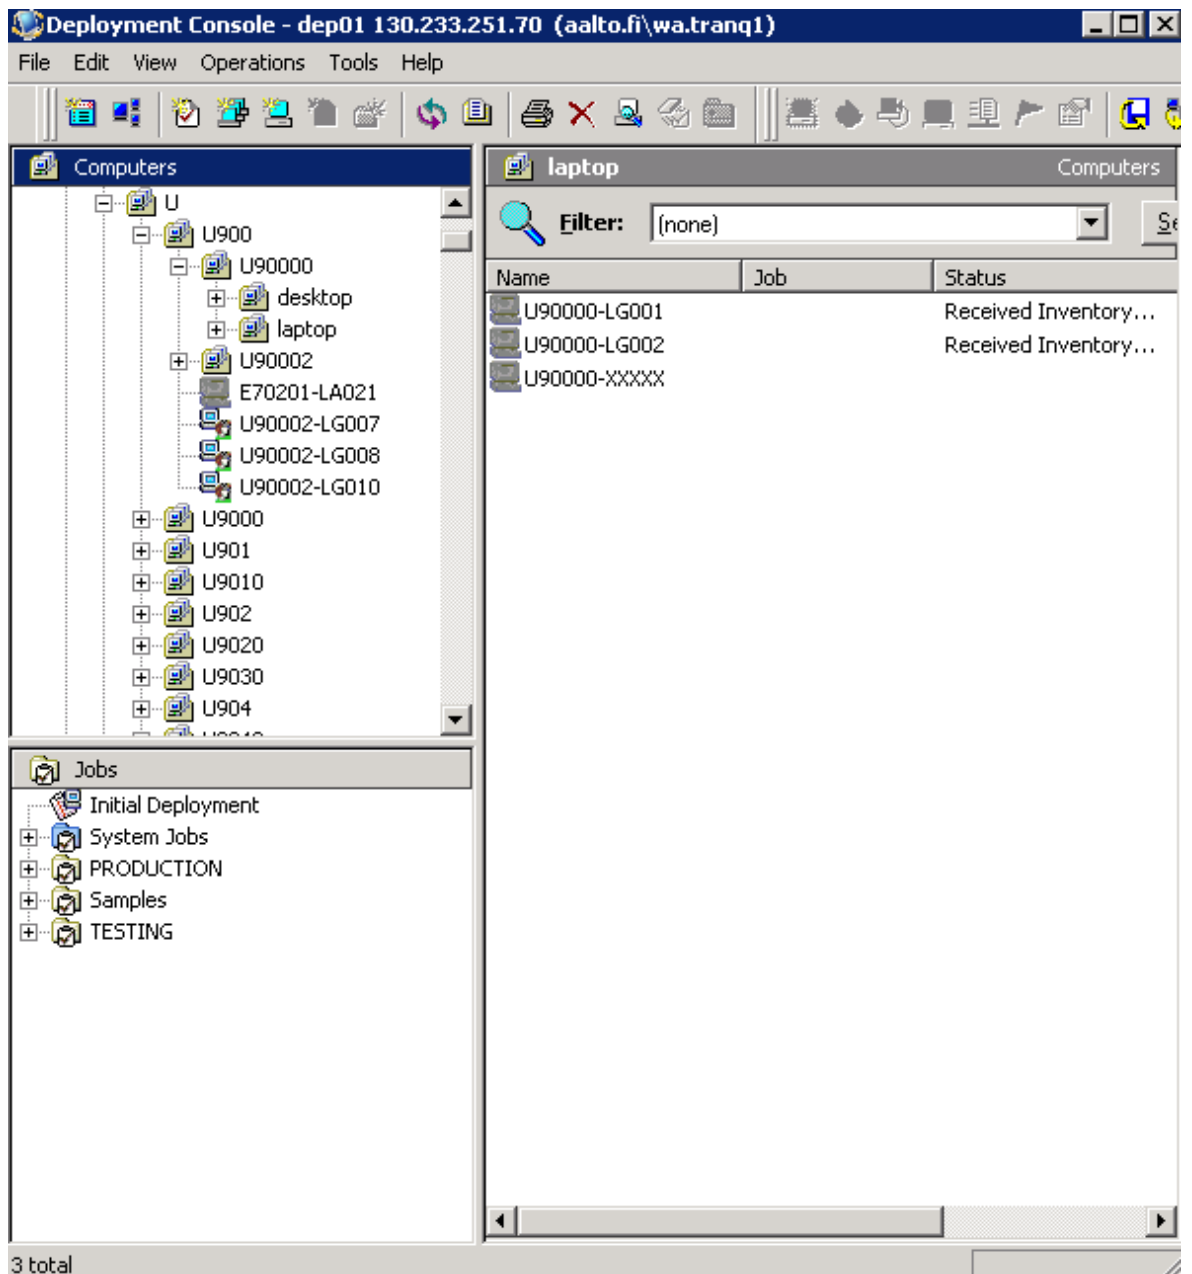 Deployment Console - dep01 130.233.251.70 (aalto.fi\wa.tranq1)
File Edit View Operations Tools Help
Computers
U
U900
U90000
desktop
laptop
U90002
E70201-LA021
U90002-LG007
U90002-LG008
U90002-LG010
U9000
U901
U9010
U902
U9020
U9030
U904
Jobs
Initial Deployment
System Jobs
PRODUCTION
Samples
TESTING
laptop Computers
Filter: (none)
Name Job Status
U90000-LG001 Received Inventory...
U90000-LG002 Received Inventory...
U90000-XXXXX
3 total